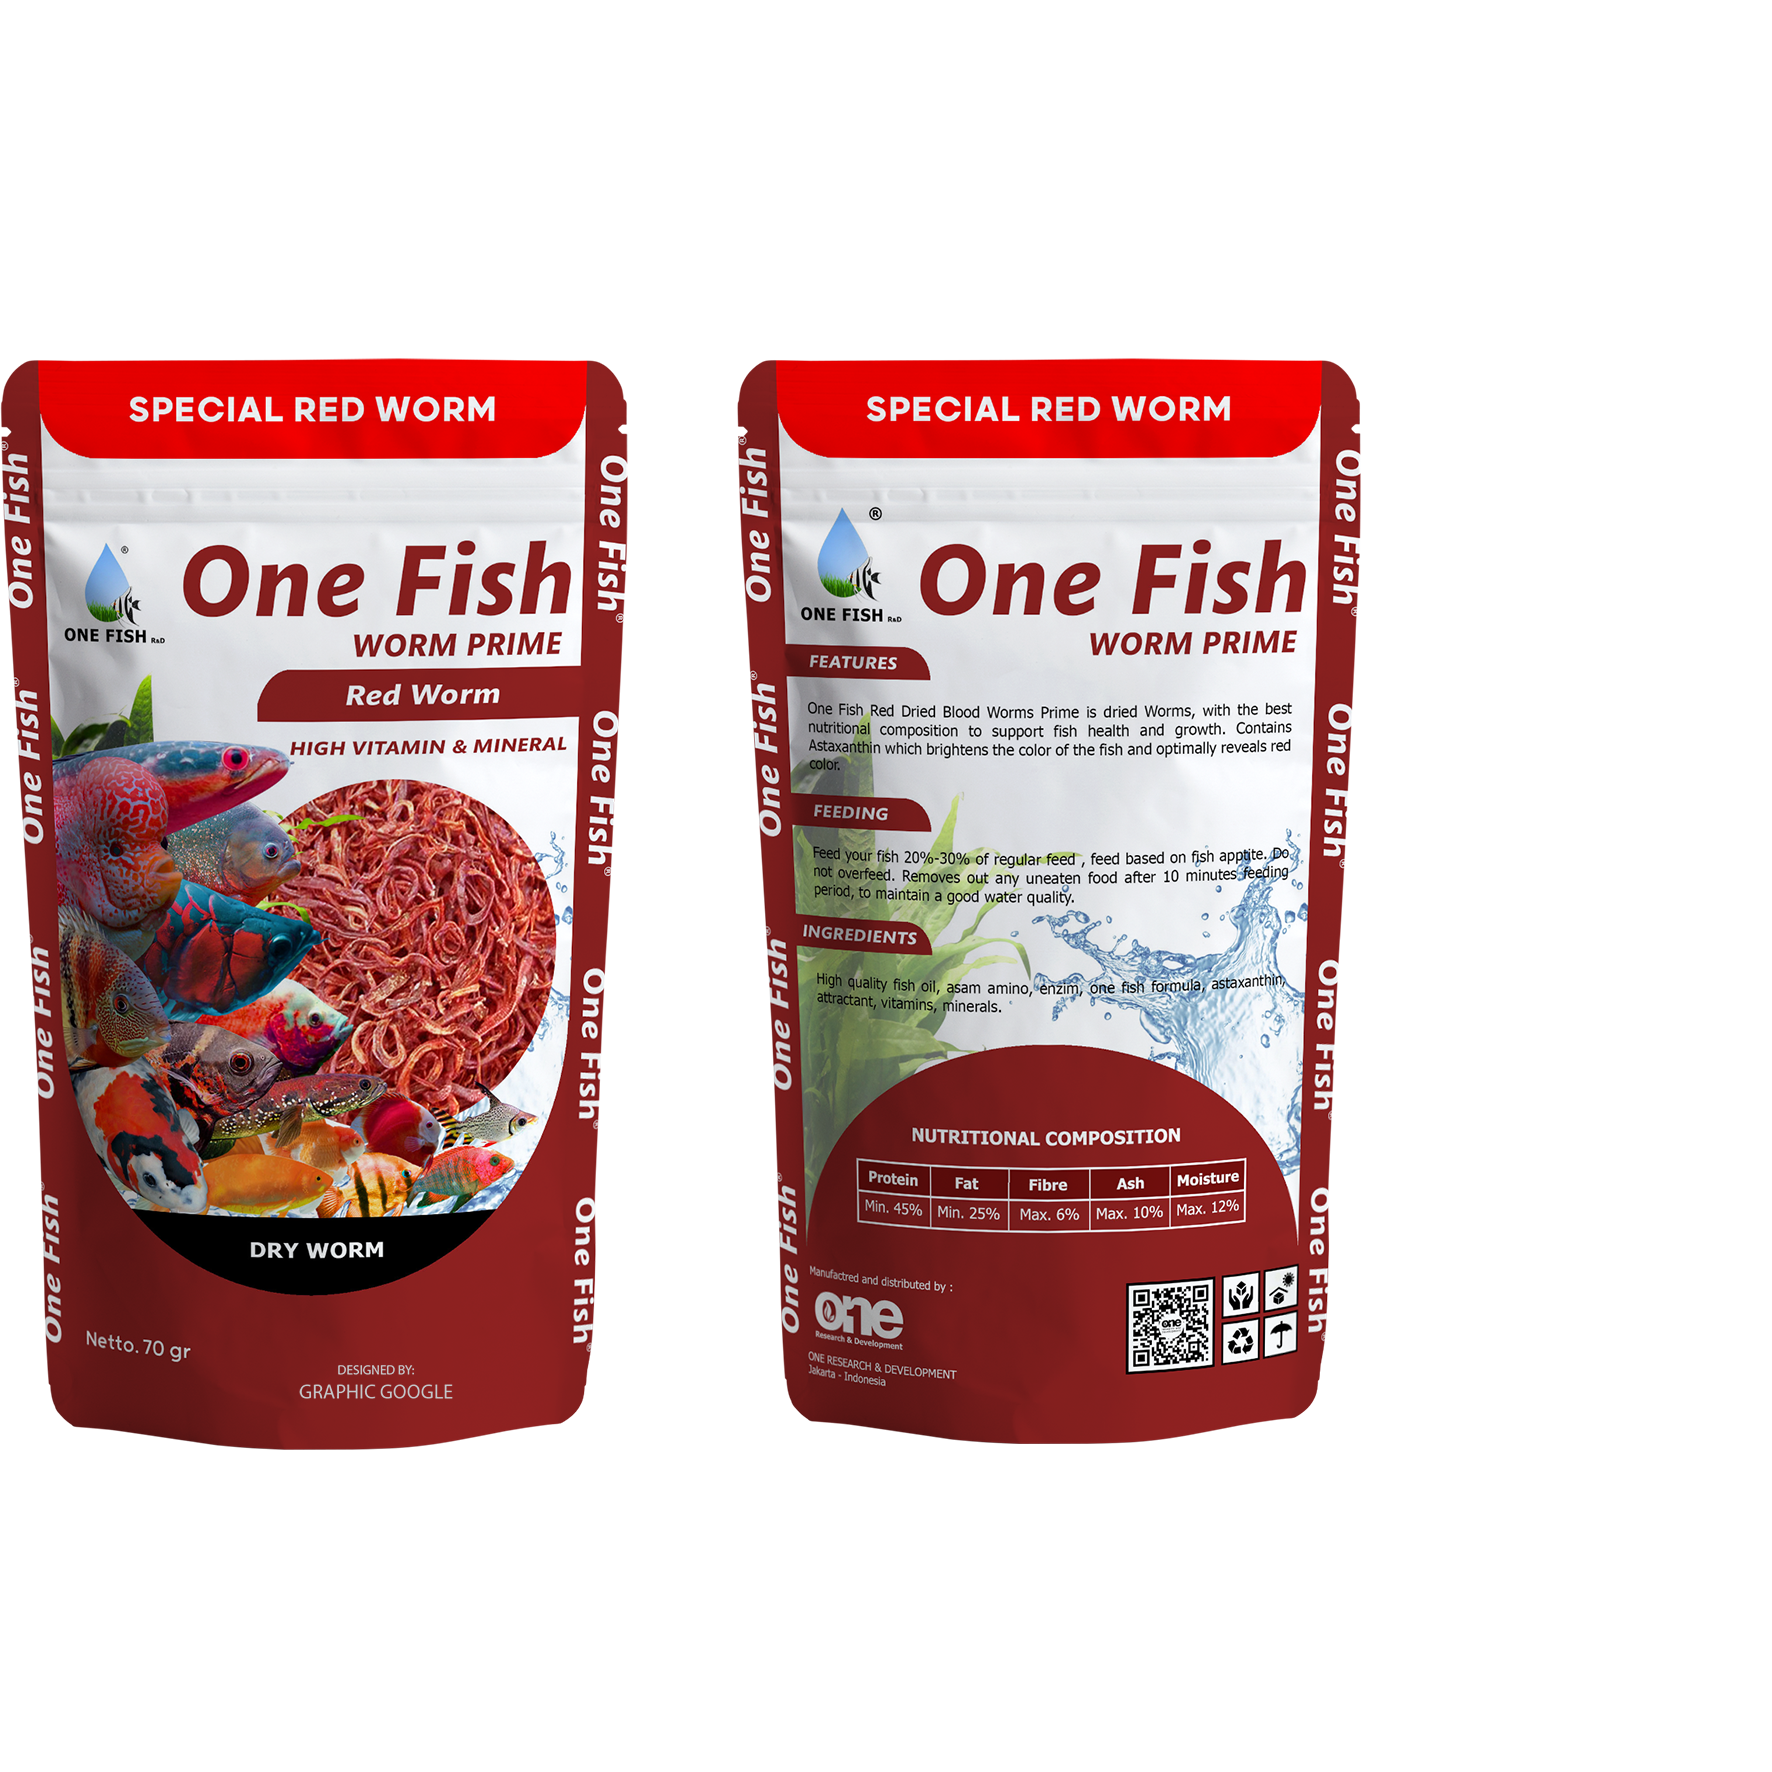 SPECIAL RED WORM
One Fish®
One Fish®
One Fish®
One Fish®
One Fish®
One Fish®
One Fish®
One Fish®
®
ONE FISH R&D
One Fish
WORM PRIME
Red Worm
HIGH VITAMIN & MINERAL
DRY WORM
Netto. 70 gr
DESIGNED BY:
GRAPHIC GOOGLE
SPECIAL RED WORM
One Fish®
One Fish®
One Fish®
One Fish®
One Fish®
One Fish®
One Fish®
One Fish®
®
ONE FISH R&D
One Fish
WORM PRIME
FEATURES
One Fish Red Dried Blood Worms Prime is dried Worms, with the best
nutritional composition to support fish health and growth. Contains
Astaxanthin which brightens the color of the fish and optimally reveals red
color.
FEEDING
Feed your fish 20%-30% of regular feed , feed based on fish apptite. Do
not overfeed. Removes out any uneaten food after 10 minutes feeding
period, to maintain a good water quality.
INGREDIENTS
High quality fish oil, asam amino, enzim, one fish formula, astaxanthin,
attractant, vitamins, minerals.
NUTRITIONAL COMPOSITION
Protein Fat Fibre Ash Moisture
Min. 45% Min. 25% Max. 6% Max. 10% Max. 12%
Manufactred and distributed by :
one
Research & Development
ONE RESEARCH & DEVELOPMENT
Jakarta - Indonesia
one